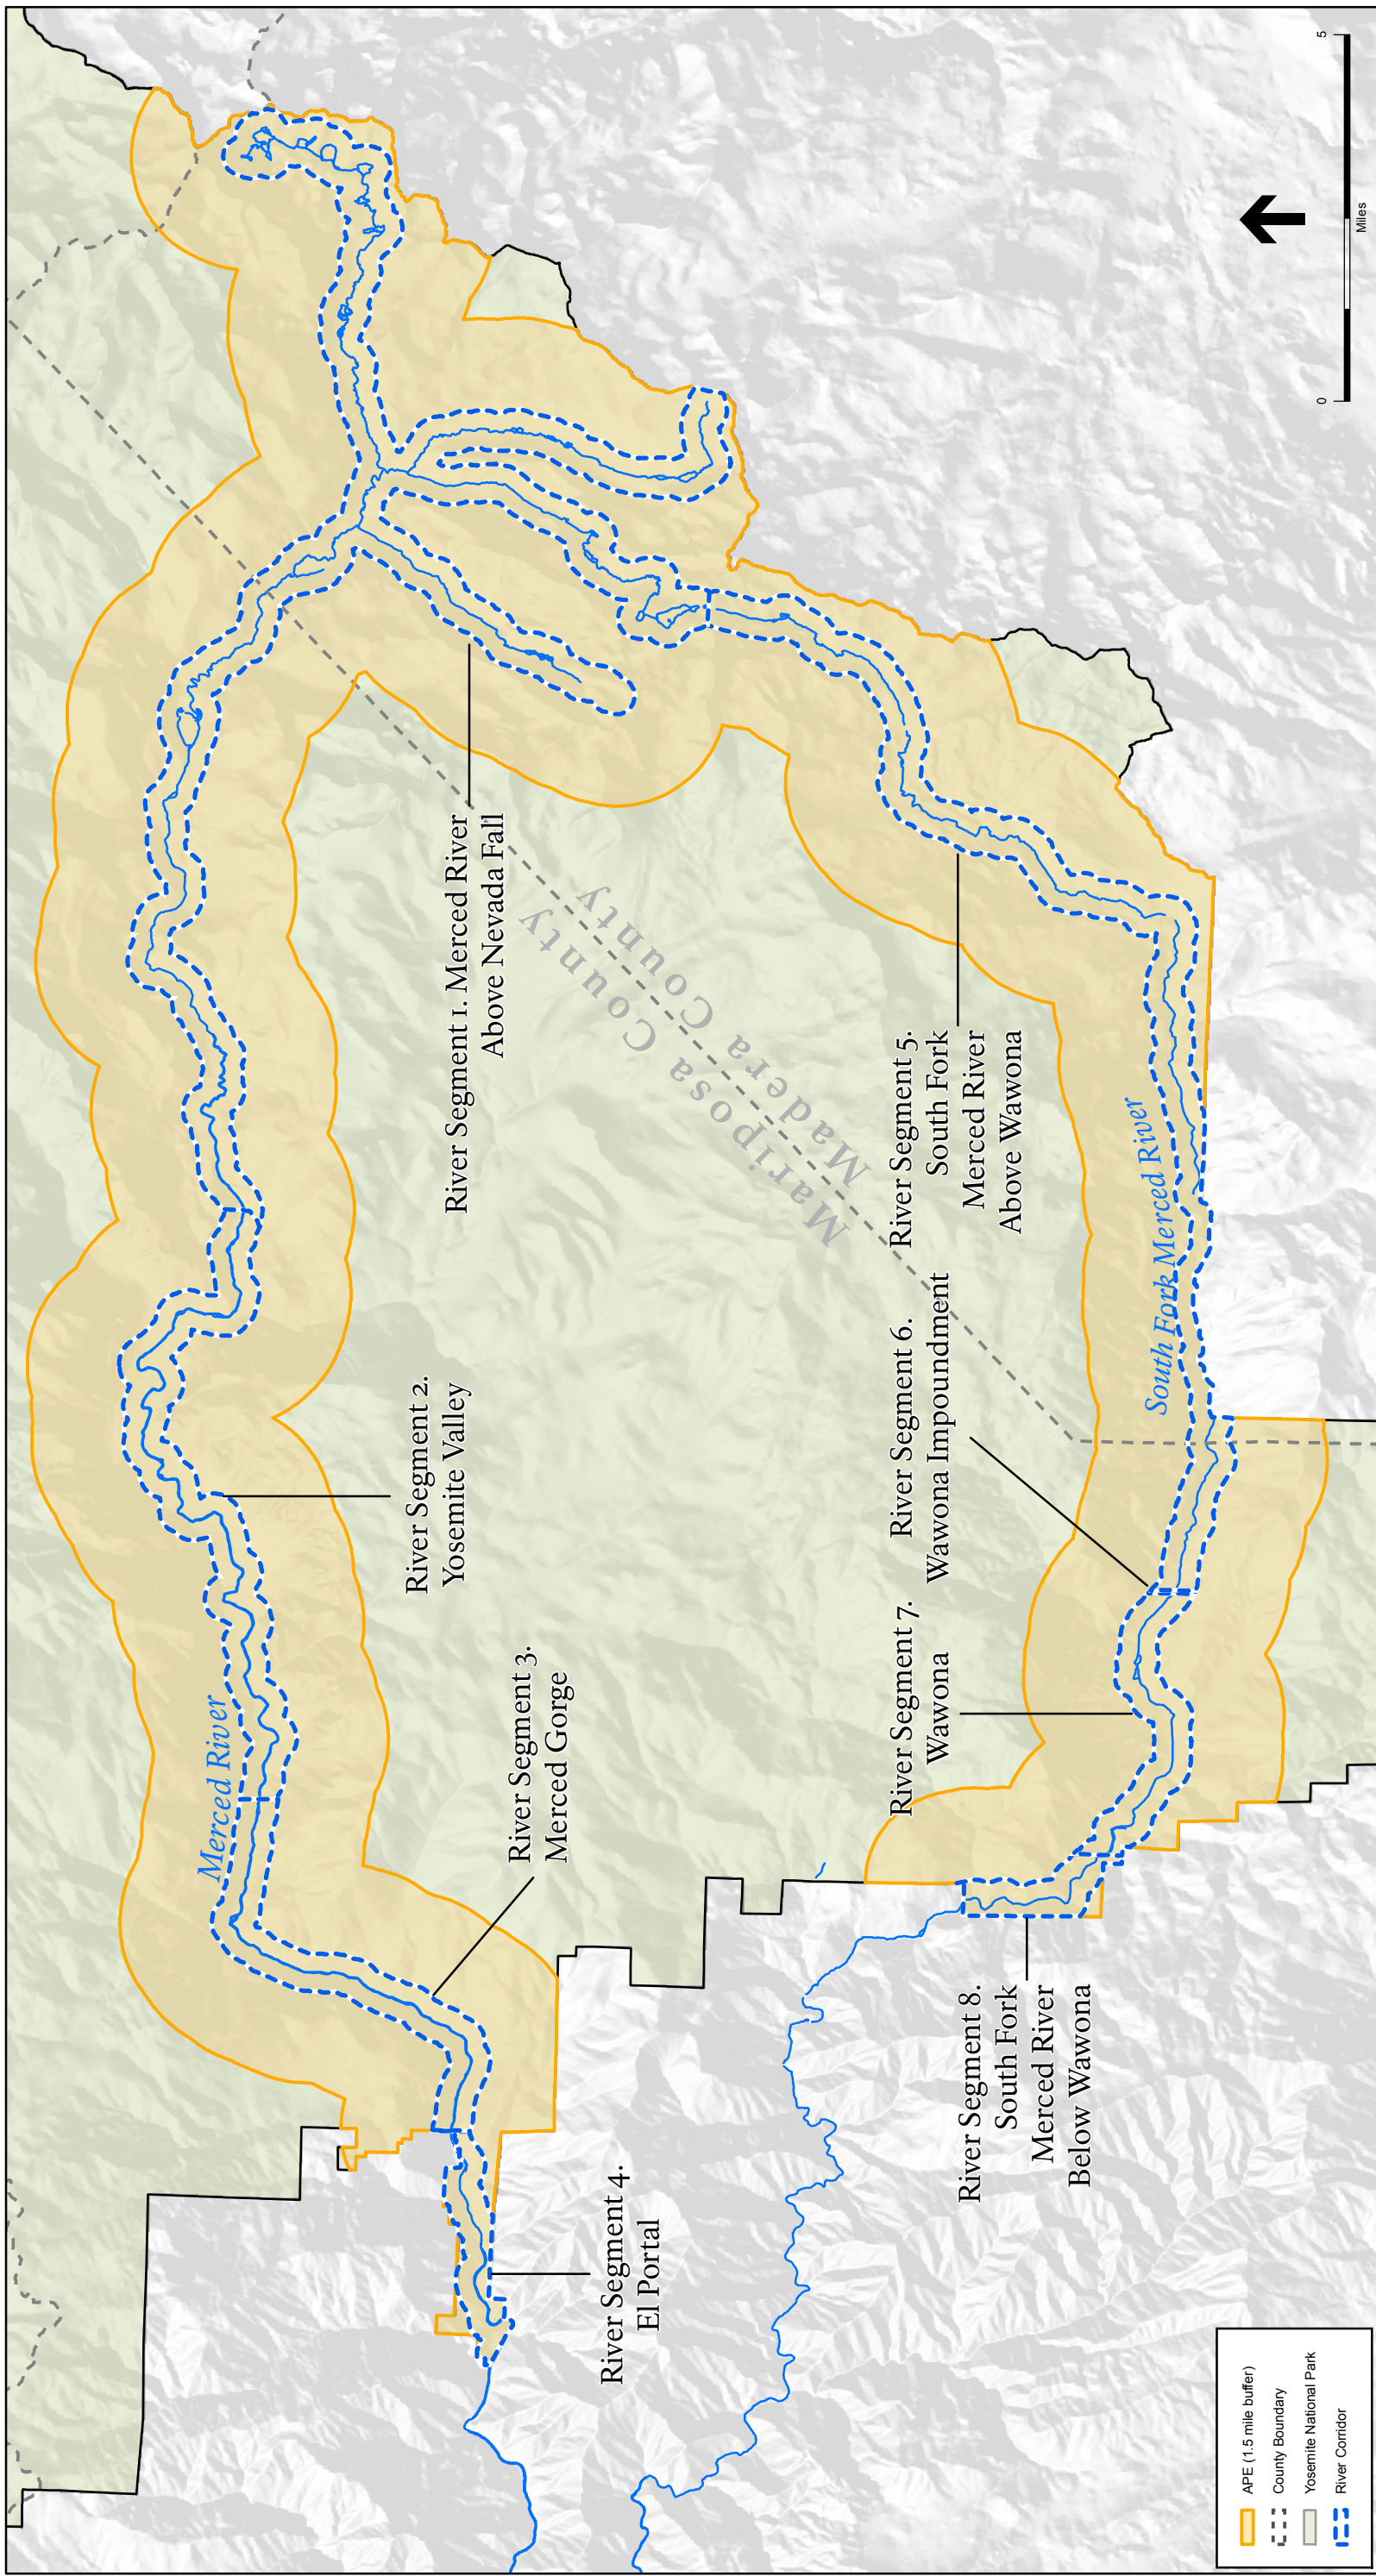 Merced River
River Segment 1. Merced River
Above Nevada Fall
River Segment 2.
Yosemite Valley
River Segment 3.
Merced Gorge
River Segment 4.
El Portal
Mariposa County
Madera County
River Segment 5.
South Fork
Merced River
Above Wawona
River Segment 6.
Wawona Impoundment
River Segment 7.
Wawona
River Segment 8.
South Fork
Merced River
Below Wawona
South Fork Merced River
APE (1.5 mile buffer)
County Boundary
Yosemite National Park
River Corridor
0
5
Miles